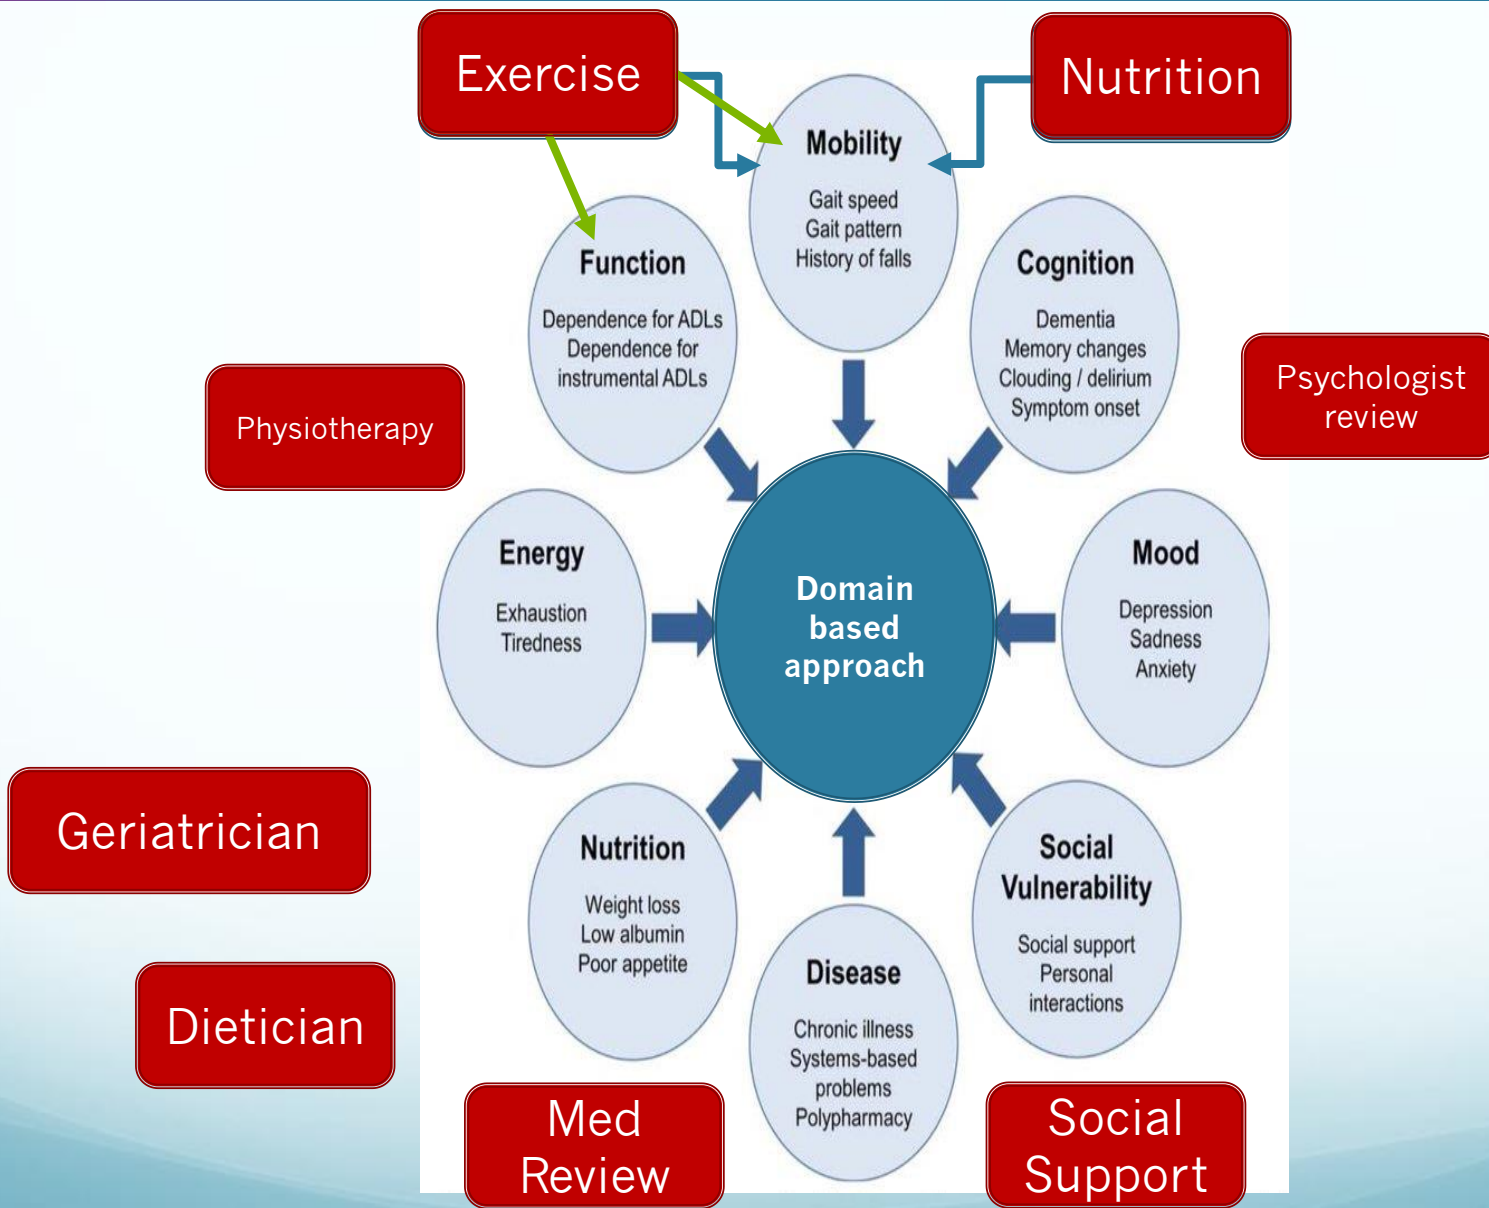 Exercise
Nutrition
Mobility
Gait speed
Gait pattern
History of falls
Function
Dependence for ADLs
Dependence for
instrumental ADLs
Cognition
Dementia
Memory changes
Clouding / delirium
Symptom onset
Physiotherapy
Psychologist
review
Energy
Exhaustion
Tiredness
Domain
based
approach
Mood
Depression
Sadness
Anxiety
Geriatrician
Nutrition
Weight loss
Low albumin
Poor appetite
Social
Vulnerability
Social support
Personal
interactions
Dietician
Disease
Chronic illness
Systems-based
problems
Polypharmacy
Med
Review
Social
Support